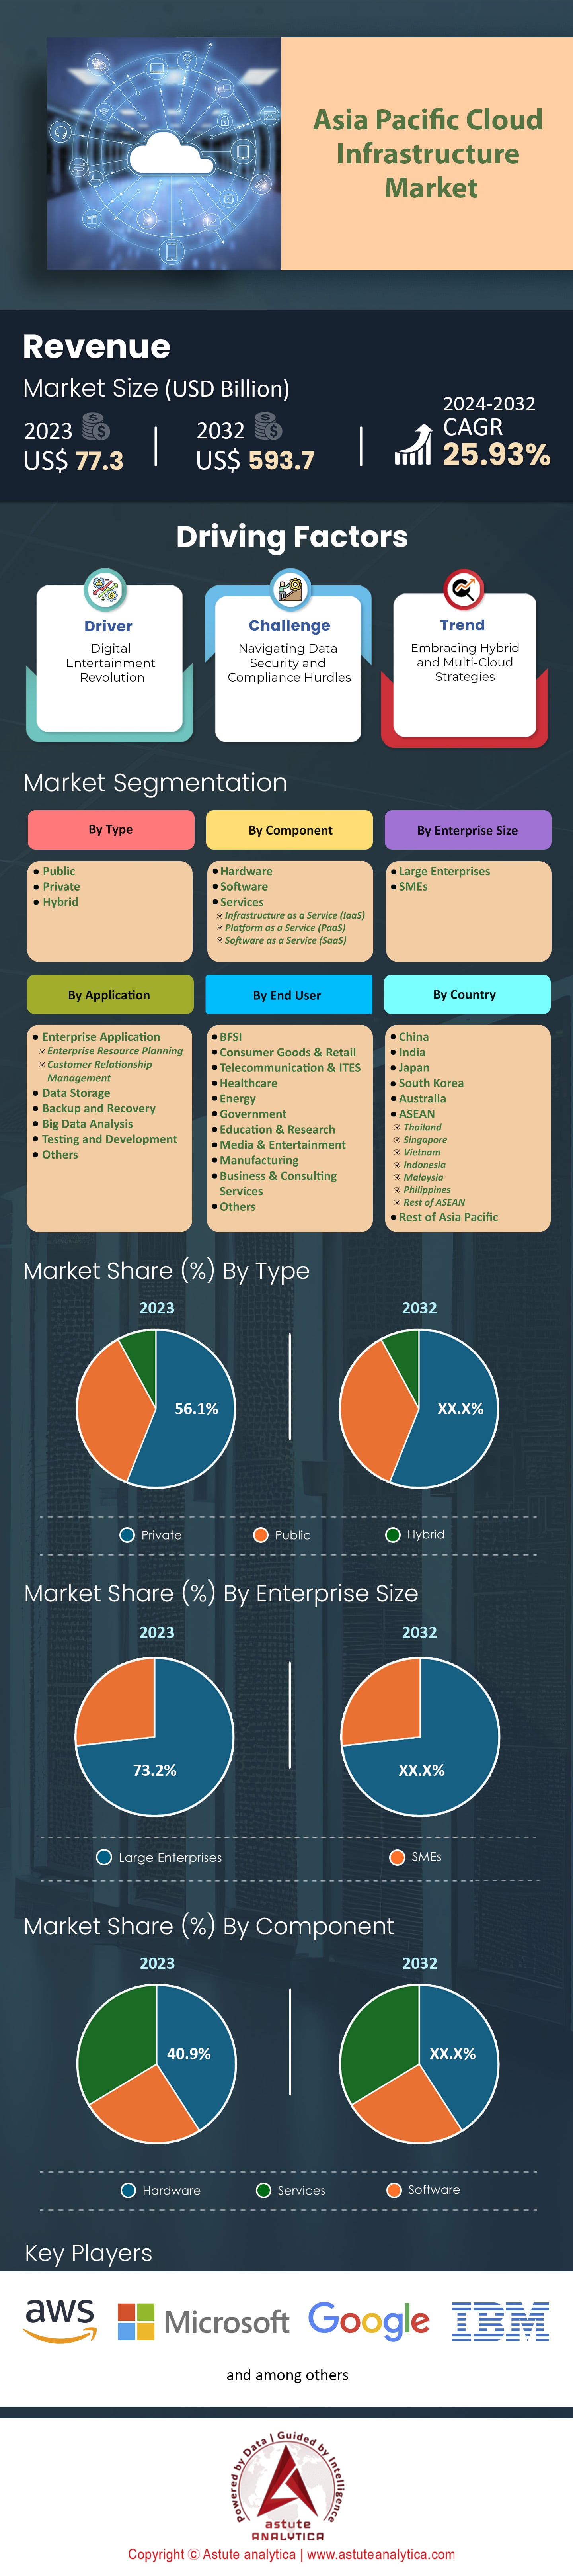 Asia Pacific Cloud
Infrastructure
Market
Revenue
Market Size (USD Billion)
2023
US$ 77.3
2032
US$ 593.7
2024-2032
CAGR
25.93%
Driving Factors
Driver
Digital
Entertainment
Revolution
Challenge
Navigating Data
Security and
Compliance Hurdles
Trend
Embracing Hybrid
and Multi-Cloud
Strategies
Market Segmentation
By Type
Public
Private
Hybrid
By Component
Hardware
Software
Services
Infrastructure as a Service (IaaS)
Platform as a Service (PaaS)
Software as a Service (SaaS)
By Enterprise Size
Large Enterprises
SMEs
By Application
Enterprise Application
Enterprise Resource Planning
Customer Relationship
Management
Data Storage
Backup and Recovery
Big Data Analysis
Testing and Development
Others
By End User
BFSI
Consumer Goods & Retail
Telecommunication & ITES
Healthcare
Energy
Government
Education & Research
Media & Entertainment
Manufacturing
Business & Consulting
Services
Others
By Country
China
India
Japan
South Korea
Australia
ASEAN
Thailand
Singapore
Vietnam
Indonesia
Malaysia
Philippines
Rest of ASEAN
Rest of Asia Pacific
Market Share (%) By Type
2023
2032
56.1%
XX.X%
Private
Public
Hybrid
Market Share (%) By Enterprise Size
2023
2032
73.2%
XX.X%
Large Enterprises
SMEs
Market Share (%) By Component
2023
2032
40.9%
XX.X%
Hardware
Services
Software
Key Players
aws
Microsoft
Google
IBM
and among others
Powered by Data | Guided by Intelligence
astute
ANALYTICA
Copyright © Astute analytica | www.astuteanalytica.com